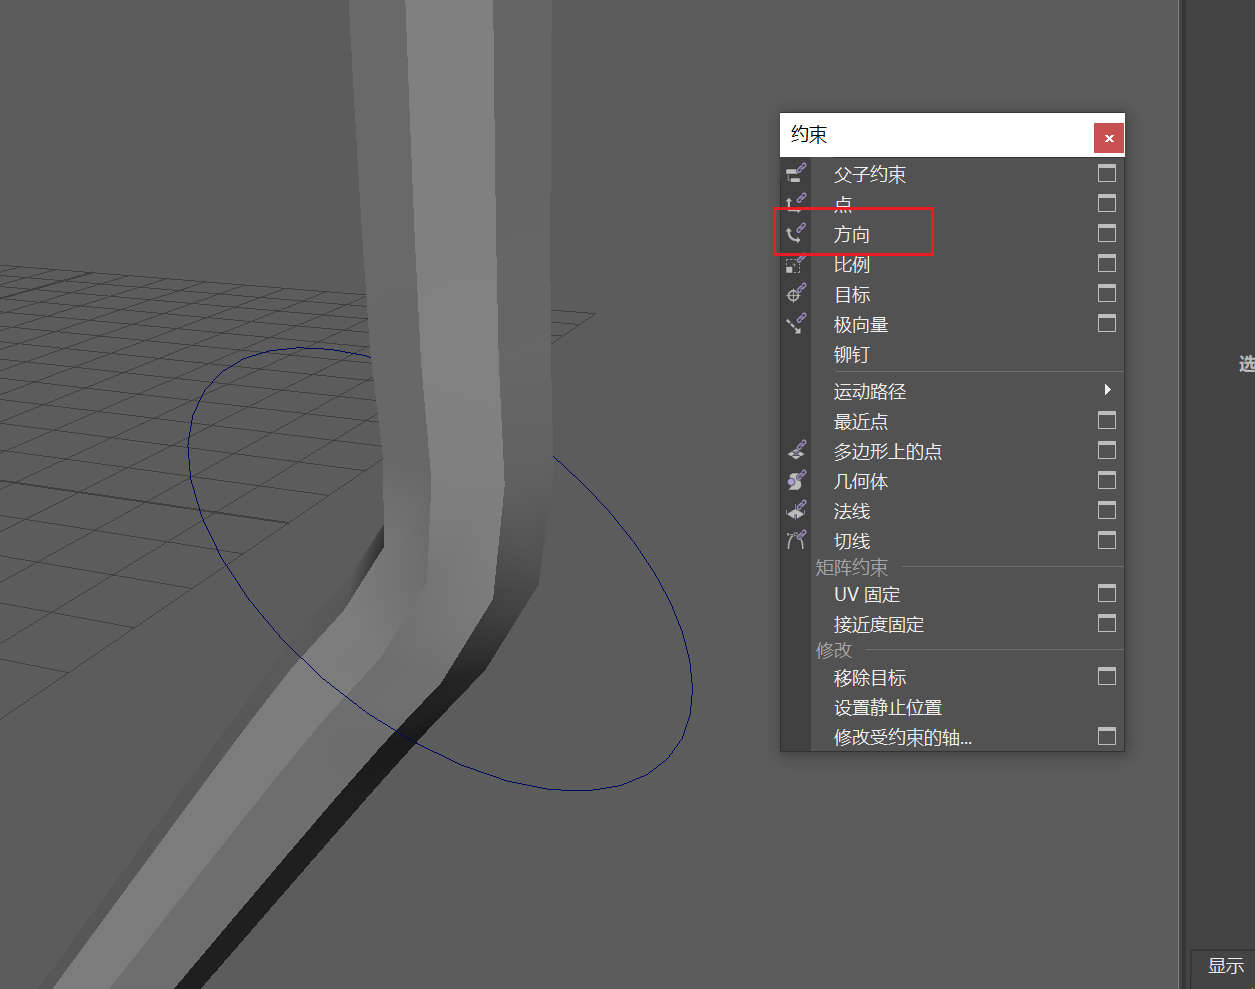 约束
父子约束
点
方向
比例
目标
极向量
铆钉
运动路径
最近点
多边形上的点
几何体
法线
切线
矩阵约束
UV 固定
接近度固定
修改
移除目标
设置静止位置
修改受约束的轴...
选
显示